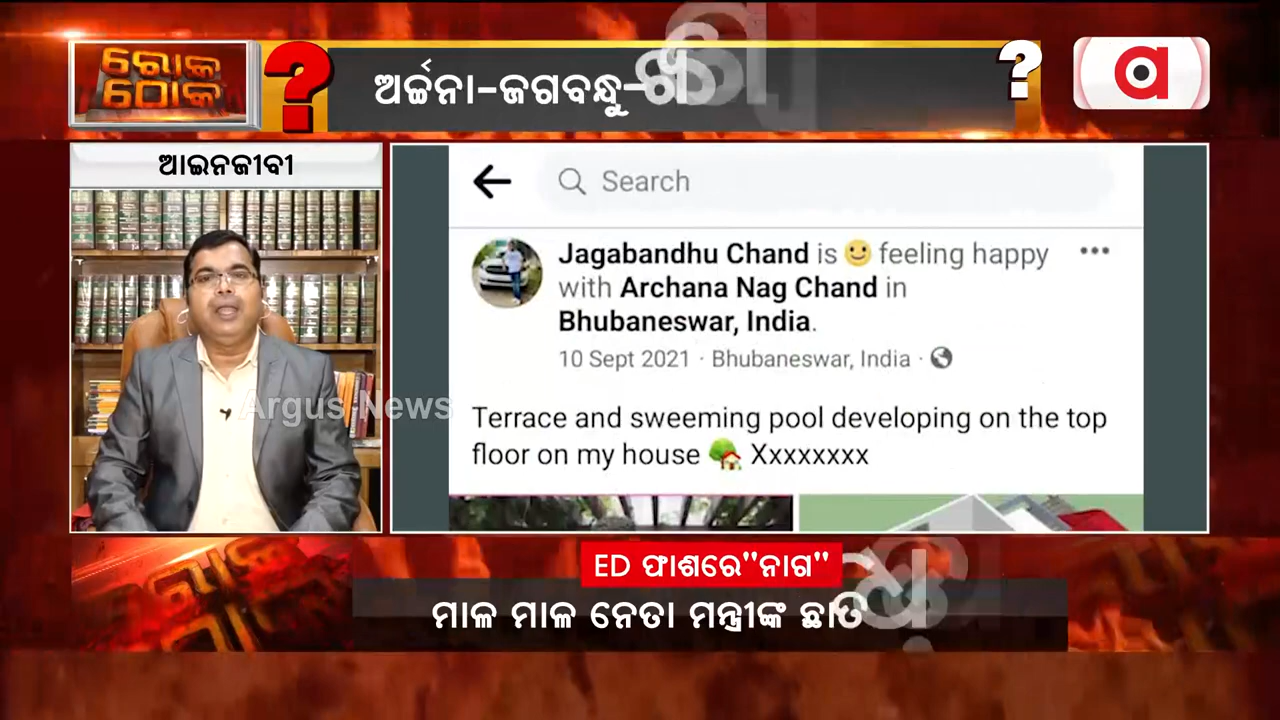 ରୋକ
ଠୋକ
?
ଅର୍ଚ୍ଚନା-ଜଗବନ୍ଧୁ-
?
a
ଆଇନଜୀବୀ
Search
Jagabandhu Chand is 🙂 feeling happy
with Archana Nag Chand in
Bhubaneswar, India.
10 Sept 2021 · Bhubaneswar, India ·
Terrace and sweeming pool developing on the top
floor on my house 🏡 Xxxxxxxx
Argus News
ED ଫାଶରେ"ନାଗ"
ମାଳ ମାଳ ନେତା ମନ୍ତ୍ରୀଙ୍କ